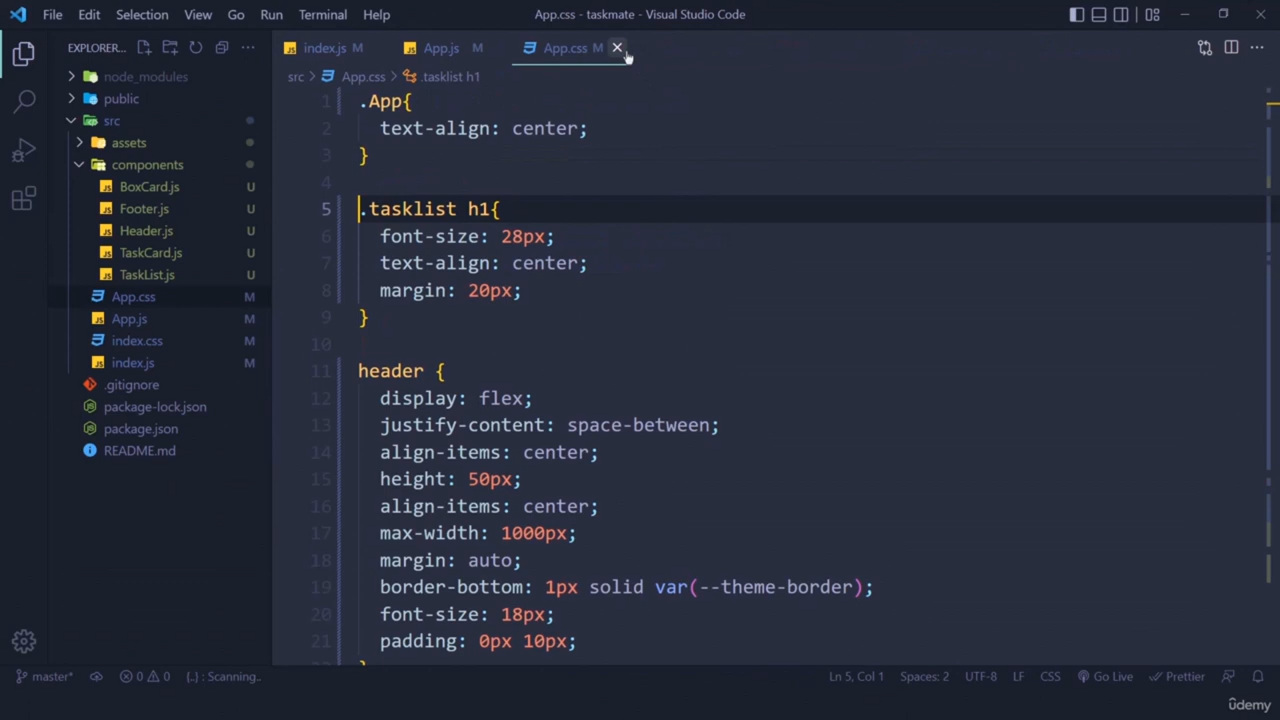 File Edit Selection View Go Run Terminal Help App.css - taskmate - Visual Studio Code
EXPLORER...
index.js M App.js M App.css M
src > App.css > .tasklist h1
node_modules
public
src
assets
components
BoxCard.js U
Footer.js U
Header.js U
TaskCard.js U
TaskList.js U
App.css M
App.js M
index.css M
index.js M
.gitignore
package-lock.json
package.json
README.md
1 .App{
2 text-align: center;
3 }
4
5 .tasklist h1{
6 font-size: 28px;
7 text-align: center;
8 margin: 20px;
9 }
10
11 header {
12 display: flex;
13 justify-content: space-between;
14 align-items: center;
15 height: 50px;
16 align-items: center;
17 max-width: 1000px;
18 margin: auto;
19 border-bottom: 1px solid var(--theme-border);
20 font-size: 18px;
21 padding: 0px 10px;
master* 0 0 {..} : Scanning.. Ln 5, Col 1 Spaces: 2 UTF-8 LF CSS Go Live Prettier
ûdemy